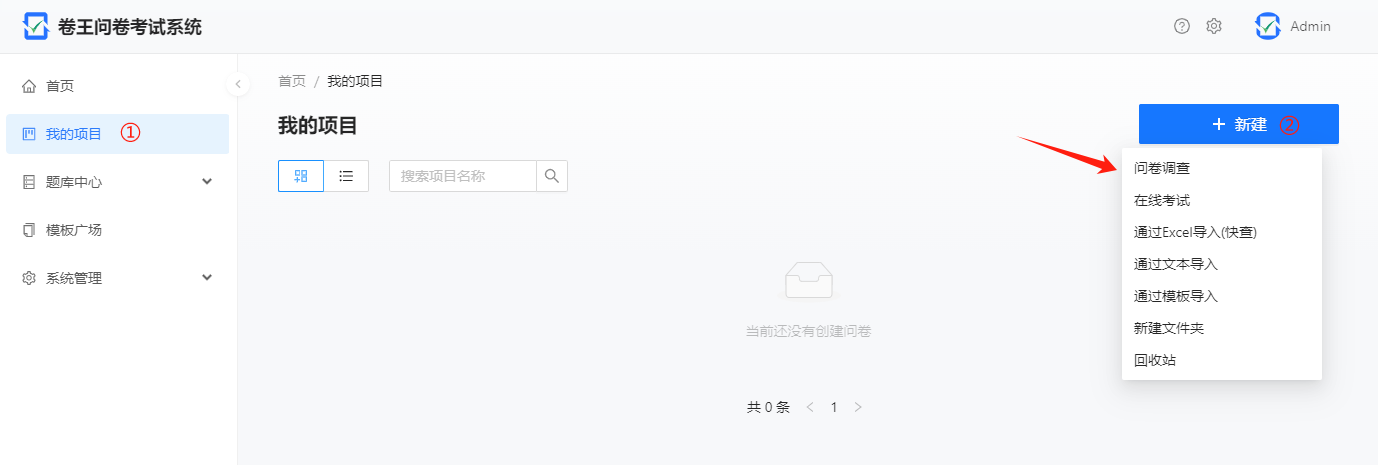 卷王问卷考试系统
Admin
首页
我的项目 ①
题库中心
模板广场
系统管理
首页 / 我的项目
我的项目
+ 新建 ②
搜索项目名称
问卷调查
在线考试
通过Excel导入(快查)
通过文本导入
通过模板导入
新建文件夹
回收站
当前还没有创建问卷
共 0 条 < 1 >